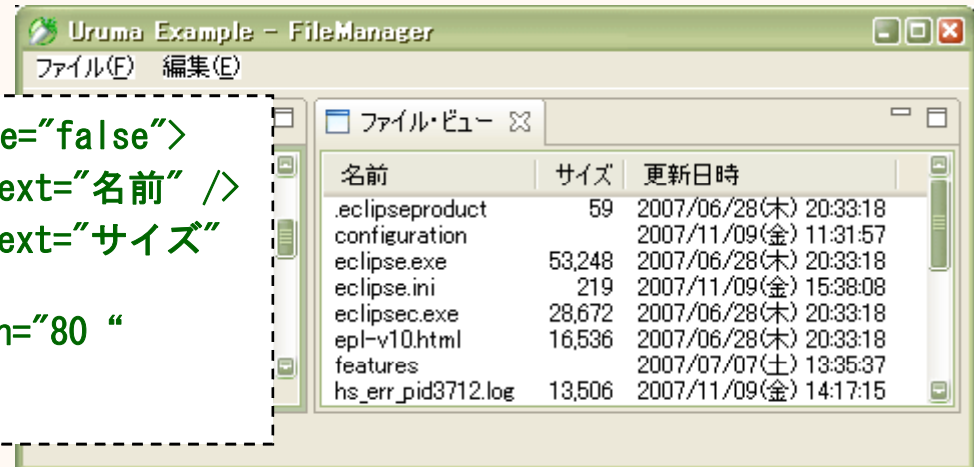 Uruma Example - FileManager
ファイル(F) 編集(E)
e="false">
ext="名前" />
ext="サイズ"
n="80 “
ファイル・ビュー
名前 サイズ 更新日時
.eclipseproduct 59 2007/06/28(木) 20:33:18
configuration 2007/11/09(金) 11:31:57
eclipse.exe 53,248 2007/06/28(木) 20:33:18
eclipse.ini 219 2007/11/09(金) 15:38:08
eclipsec.exe 28,672 2007/06/28(木) 20:33:18
epl-v10.html 16,536 2007/06/28(木) 20:33:18
features 2007/07/07(土) 13:35:37
hs_err_pid3712.log 13,506 2007/11/09(金) 14:17:15